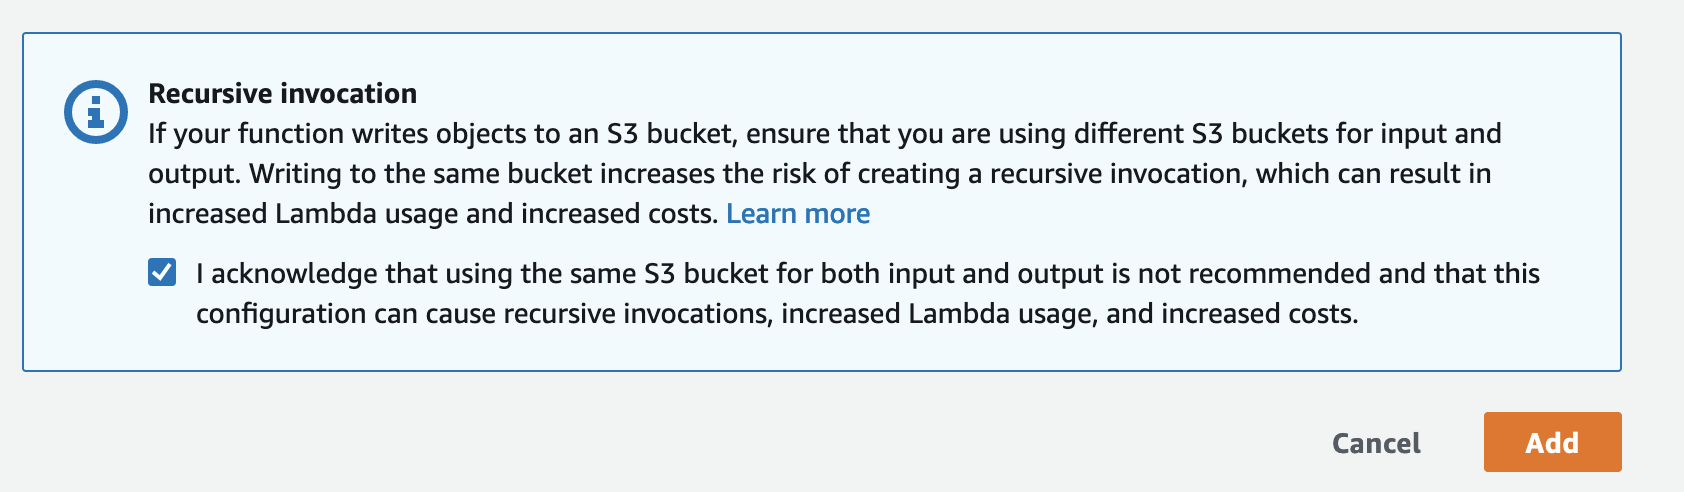 Recursive invocation
If your function writes objects to an S3 bucket, ensure that you are using different S3 buckets for input and
output. Writing to the same bucket increases the risk of creating a recursive invocation, which can result in
increased Lambda usage and increased costs. Learn more
I acknowledge that using the same S3 bucket for both input and output is not recommended and that this
configuration can cause recursive invocations, increased Lambda usage, and increased costs.
Cancel Add